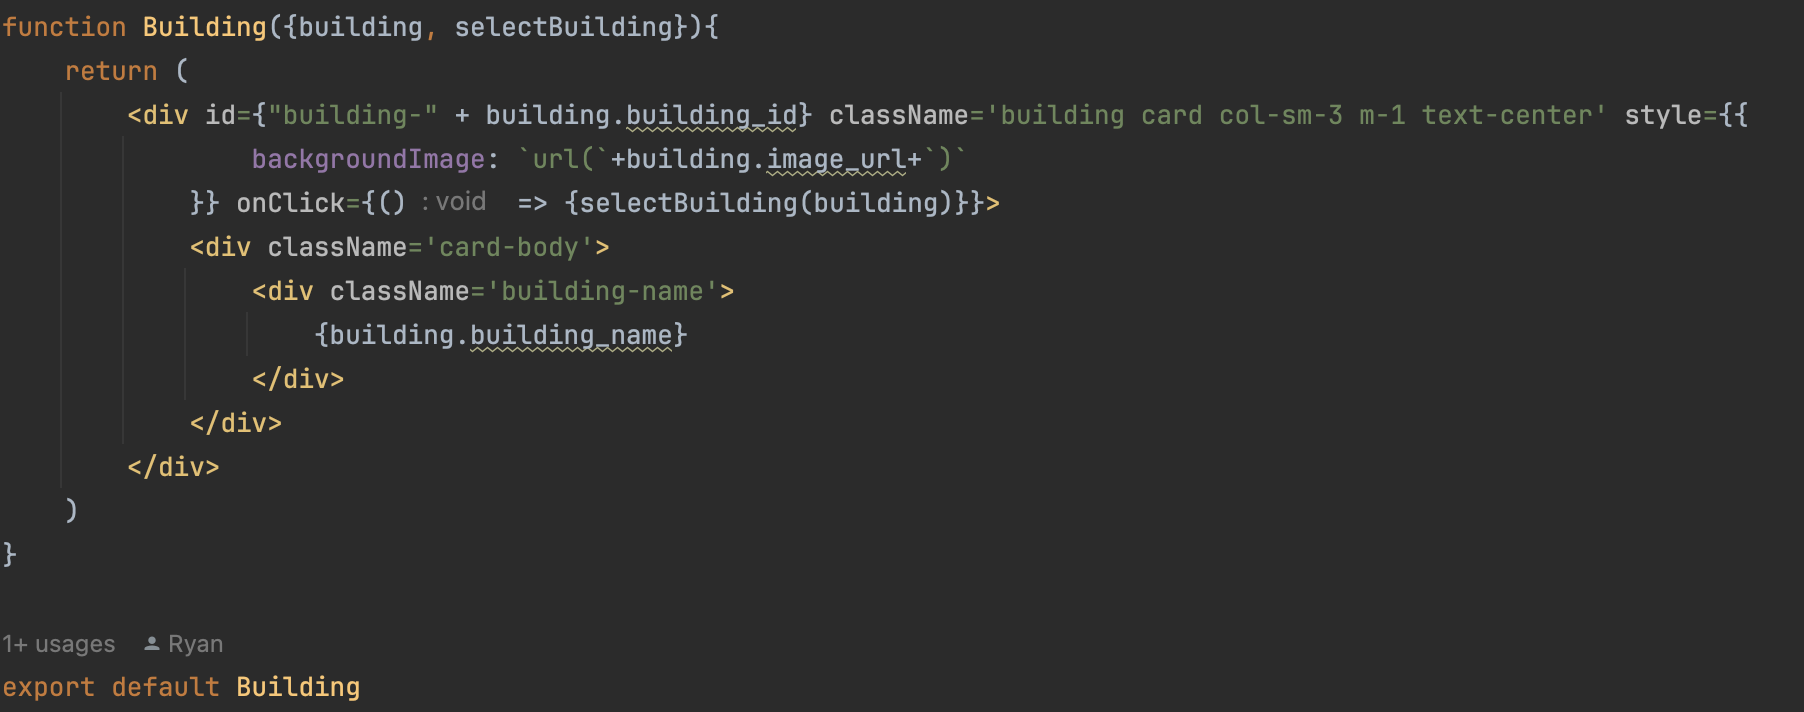 function Building({building, selectBuilding}){
    return (
        <div id={"building-" + building.building_id} className='building card col-sm-3 m-1 text-center' style={{
                backgroundImage: `url(`+building.image_url+`)`
            }} onClick={() : void => {selectBuilding(building)}}>
            <div className='card-body'>
                <div className='building-name'>
                    {building.building_name}
                </div>
            </div>
        </div>
    )
}
1+ usages Ryan
export default Building